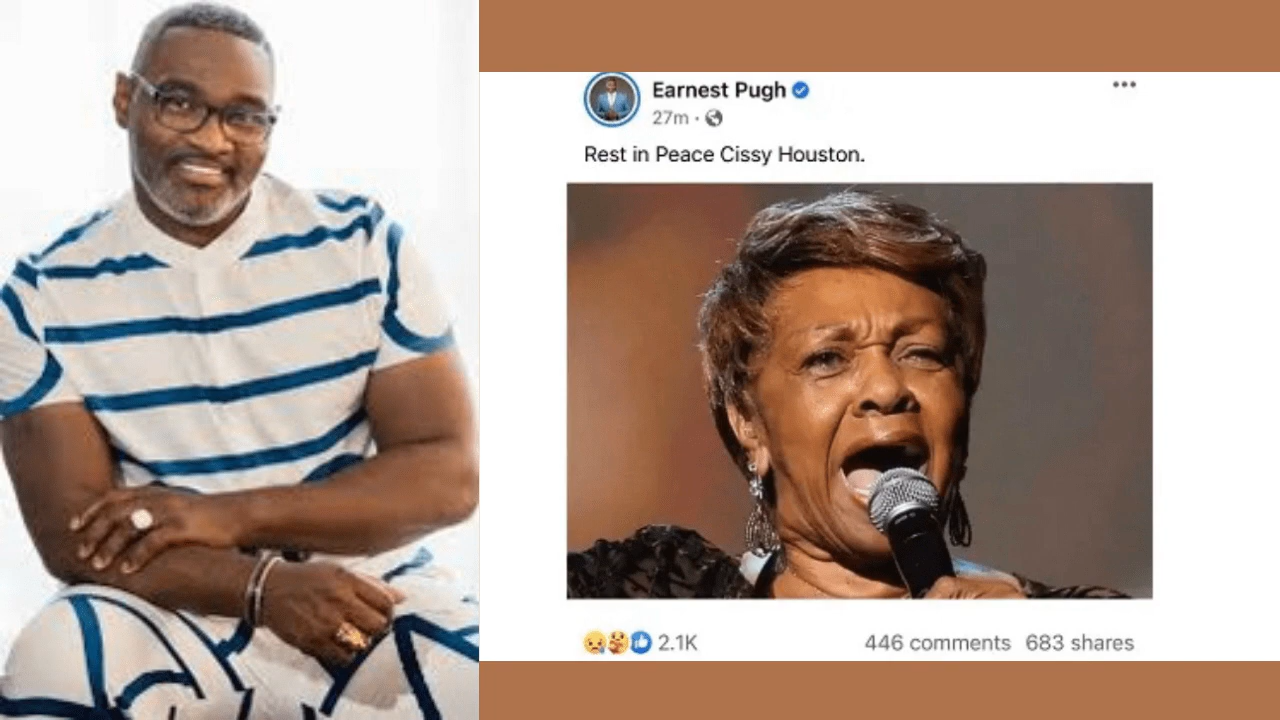 Earnest Pugh
27m ·
Rest in Peace Cissy Houston.
2.1K 446 comments 683 shares